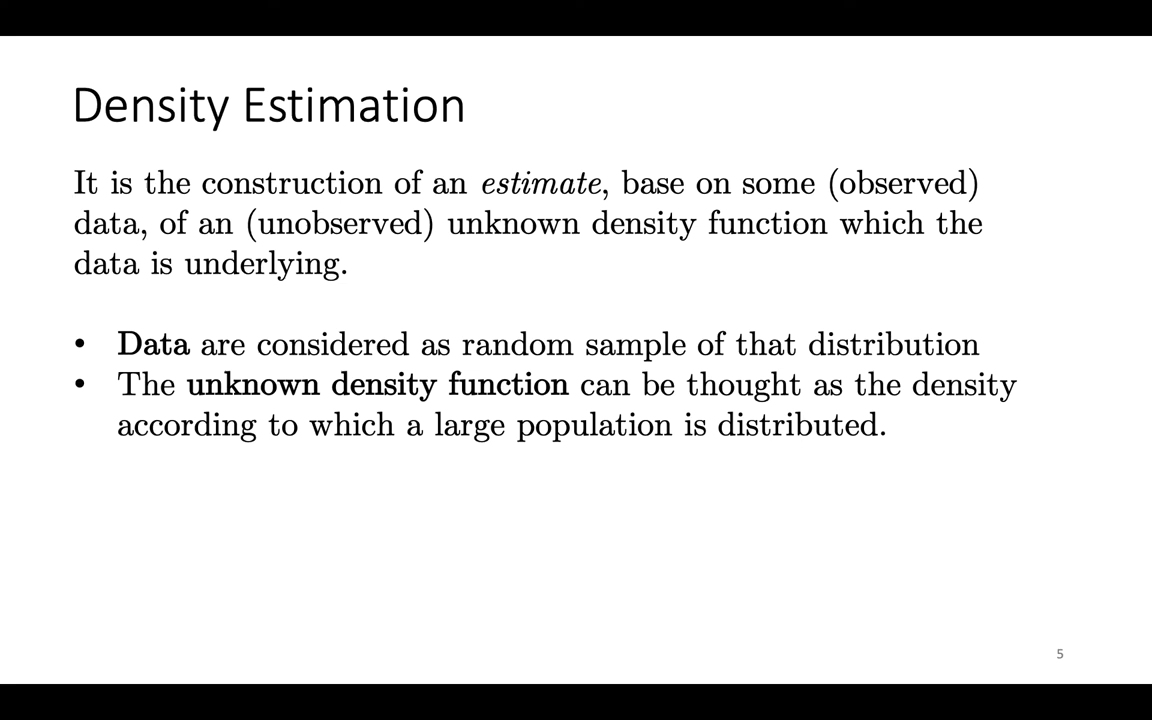 Density Estimation
It is the construction of an estimate, base on some (observed)
data, of an (unobserved) unknown density function which the
data is underlying.
• Data are considered as random sample of that distribution
• The unknown density function can be thought as the density
according to which a large population is distributed.
5